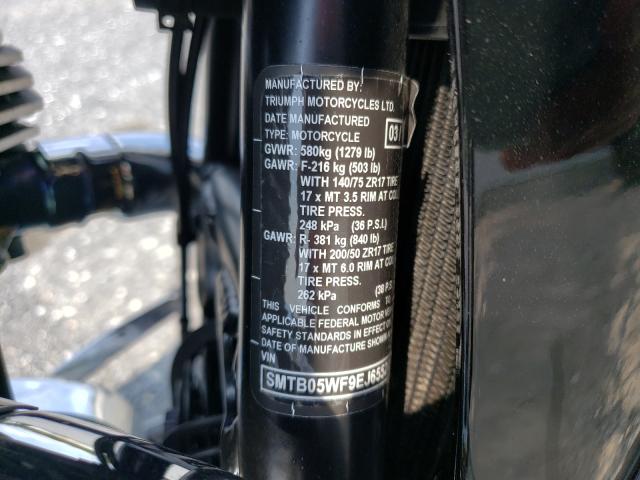 MANUFACTURED BY:
TRIUMPH MOTORCYCLES LTD.
DATE MANUFACTURED 03/
TYPE: MOTORCYCLE
GVWR: 580kg (1279 lb)
GAWR: F-216 kg (503 lb)
WITH 140/75 ZR17 TIRE
17 x MT 3.5 RIM AT
TIRE PRESS.
248 kPa (36 P.S.I.)
GAWR: R- 381 kg (840 lb)
WITH 200/50 ZR17 TIRE
17 x MT 6.0 RIM AT
TIRE PRESS.
262 kPa (38 P.S
THIS VEHICLE CONFORMS TO
APPLICABLE FEDERAL MOTOR
SAFETY STANDARDS IN EFFECT
DATE OF MANUFACTURE SHOWN
VIN
SMTB05WF9EJ655